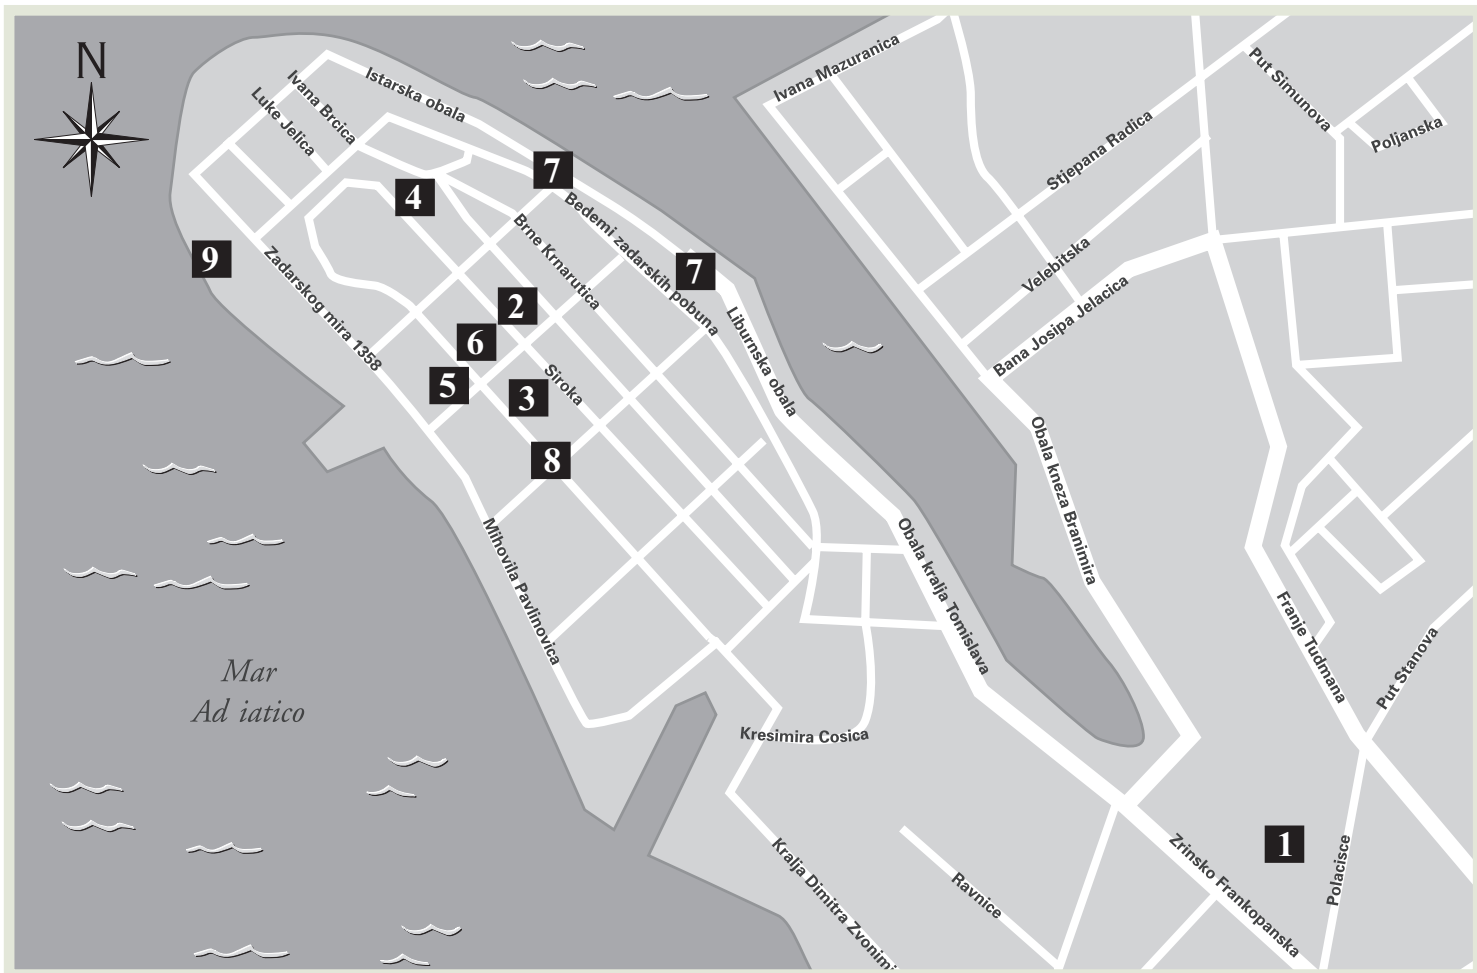 N
Istarska obala
Ivana Brcica
Luke Jelica
Ivana Mazuranica
Put Simunova
Poljanska
Stjepana Radica
7
4
9
Bedemi zadarskih pobuna
Brne Krnarutica
Zadarskog mira 1358
7
Velebitska
Bana Josipa Jelacica
2
6
5
3
Siroka
Liburnska obala
8
Obala kneza Branimira
Mihovila Pavlinovica
Obala kralja Tomislava
Franje Tudmana
Put Stanova
Mar
Ad iatico
Kresimira Cosica
Kralja Dimitra Zvonimi
Ravnice
Zrinsko Frankopanska
1
Polacisce